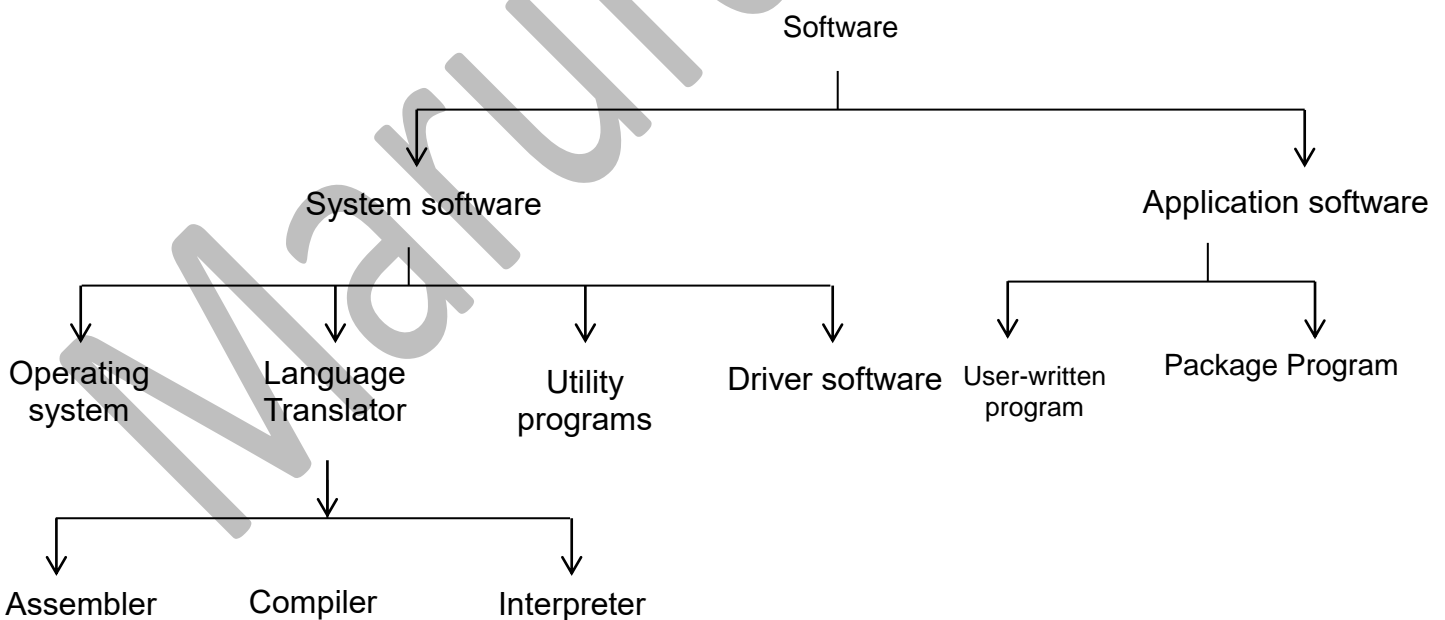 Software
System software
Application software
Operating
system
Language
Translator
Utility
programs
Driver software
User-written
program
Package Program
Assembler
Compiler
Interpreter